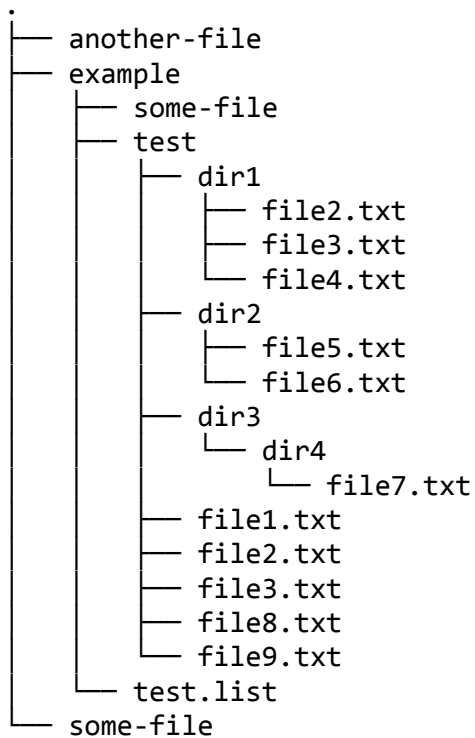 .
├── another-file
├── example
│   ├── some-file
│   ├── test
│   │   ├── dir1
│   │   │   ├── file2.txt
│   │   │   ├── file3.txt
│   │   │   └── file4.txt
│   │   ├── dir2
│   │   │   ├── file5.txt
│   │   │   └── file6.txt
│   │   ├── dir3
│   │   │   └── dir4
│   │   │       └── file7.txt
│   │   ├── file1.txt
│   │   ├── file2.txt
│   │   ├── file3.txt
│   │   ├── file8.txt
│   │   └── file9.txt
│   └── test.list
└── some-file